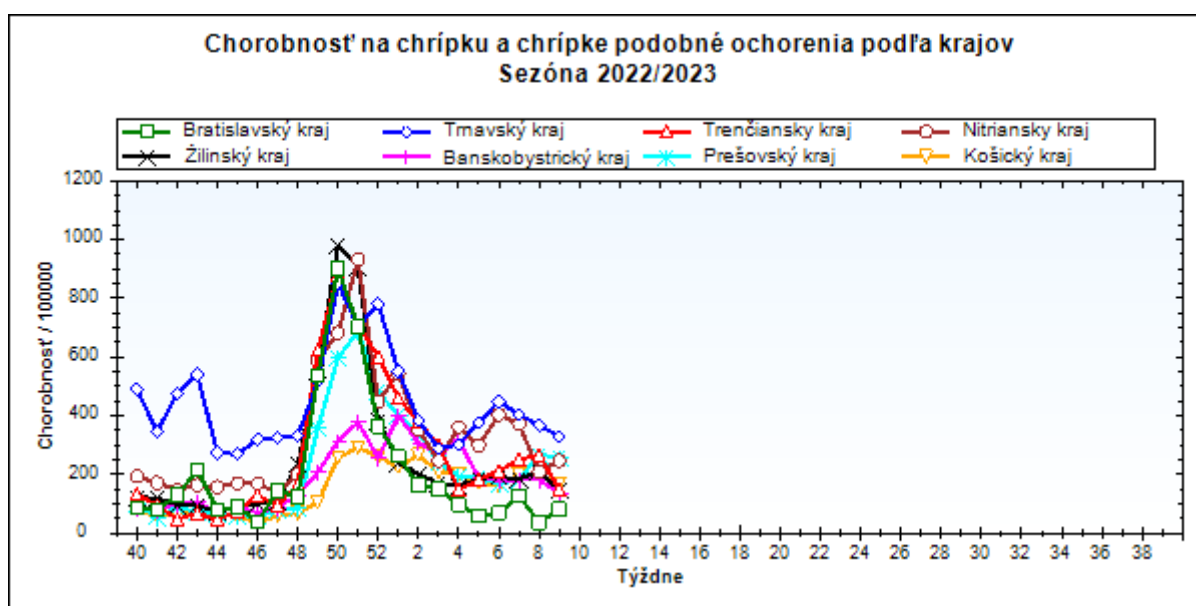 Chorobnosť na chrípku a chrípke podobné ochorenia podľa krajov
Sezóna 2022/2023
Bratislavský kraj Trnavský kraj Trenčiansky kraj Nitriansky kraj
Žilinský kraj Banskobystrický kraj Prešovský kraj Košický kraj
Chorobnosť / 100000
1200
1000
800
600
400
200
0
40 42 44 46 48 50 52 2 4 6 8 10 12 14 16 18 20 22 24 26 28 30 32 34 36 38
Týždne